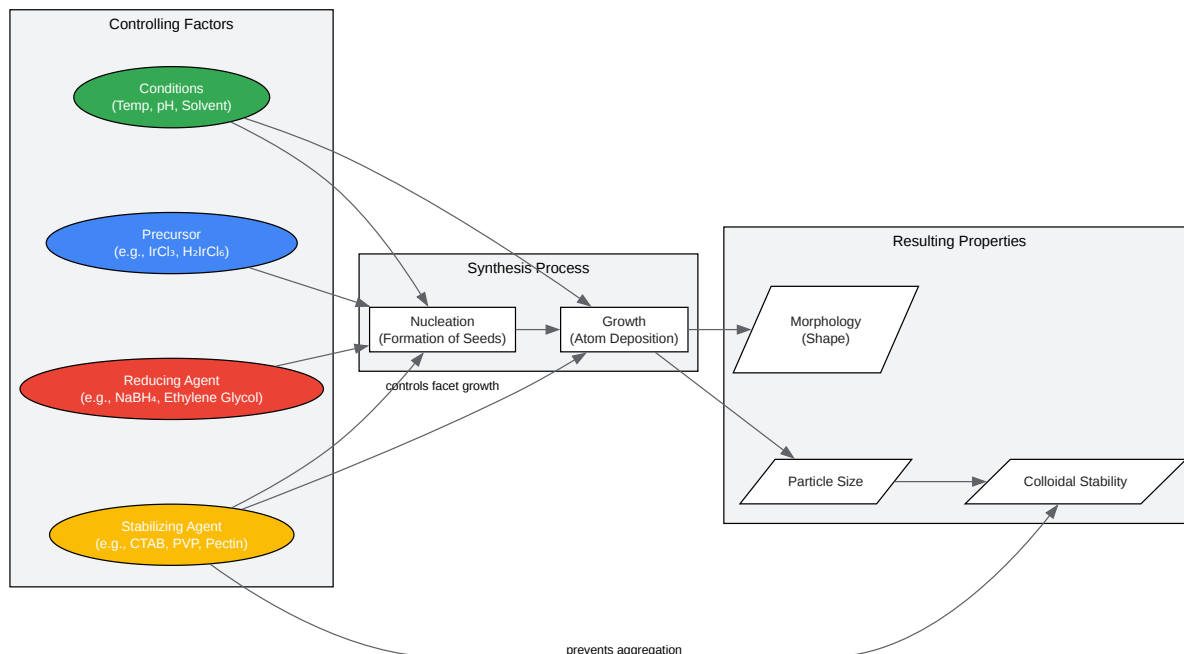 Controlling Factors
Conditions
(Temp, pH, Solvent)
Precursor
(e.g., IrCl₃, H₂IrCl₆)
Reducing Agent
(e.g., NaBH₄, Ethylene Glycol)
Stabilizing Agent
(e.g., CTAB, PVP, Pectin)
Synthesis Process
Nucleation
(Formation of Seeds)
Growth
(Atom Deposition)
controls facet growth
Resulting Properties
Morphology
(Shape)
Particle Size
Colloidal Stability
prevents aggregation